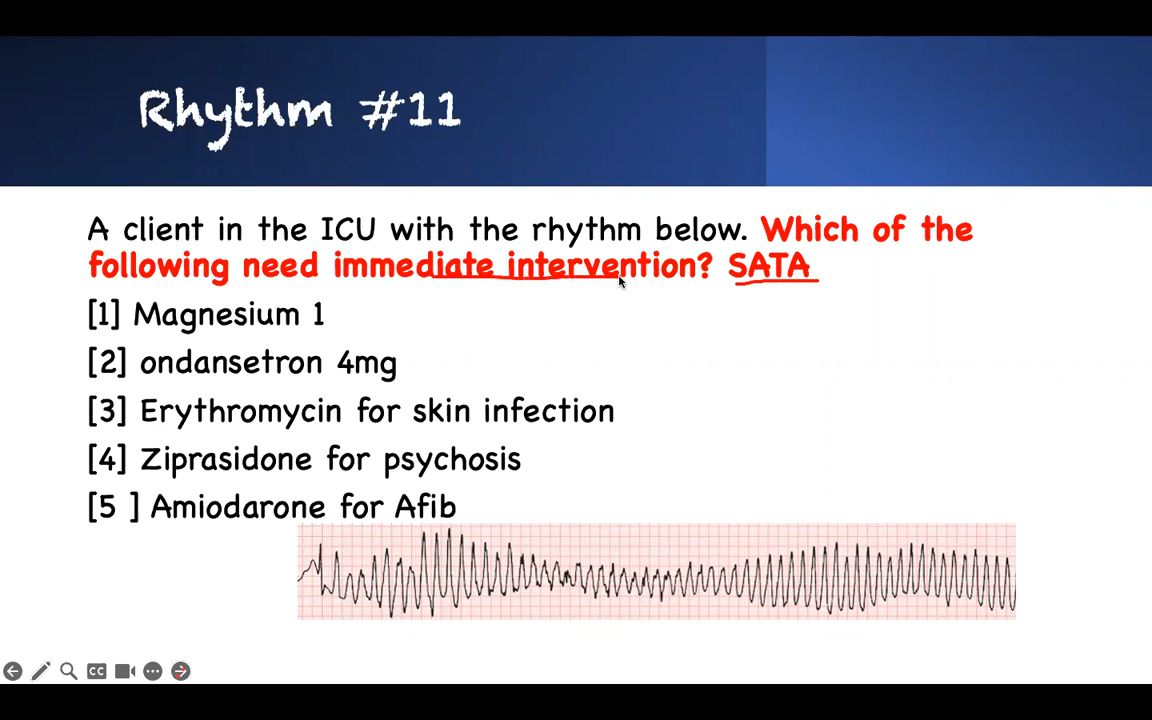 Rhythm #11
A client in the ICU with the rhythm below. Which of the
following need immediate intervention? SATA
[1] Magnesium 1
[2] ondansetron 4mg
[3] Erythromycin for skin infection
[4] Ziprasidone for psychosis
[5 ] Amiodarone for Afib
CC